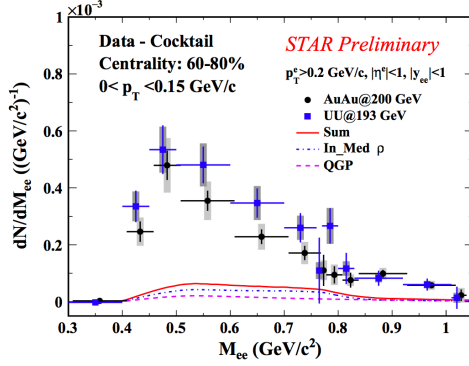 ×10⁻³
Data - Cocktail
Centrality: 60-80%
0< p_T <0.15 GeV/c
STAR Preliminary
p_T^e>0.2 GeV/c, |η^e|<1, |y_ee|<1
AuAu@200 GeV
UU@193 GeV
Sum
In_Med ρ
QGP
dN/dM_ee ((GeV/c²)⁻¹)
0.8
0.6
0.4
0.2
0
0.3 0.4 0.5 0.6 0.7 0.8 0.9 1
M_ee (GeV/c²)